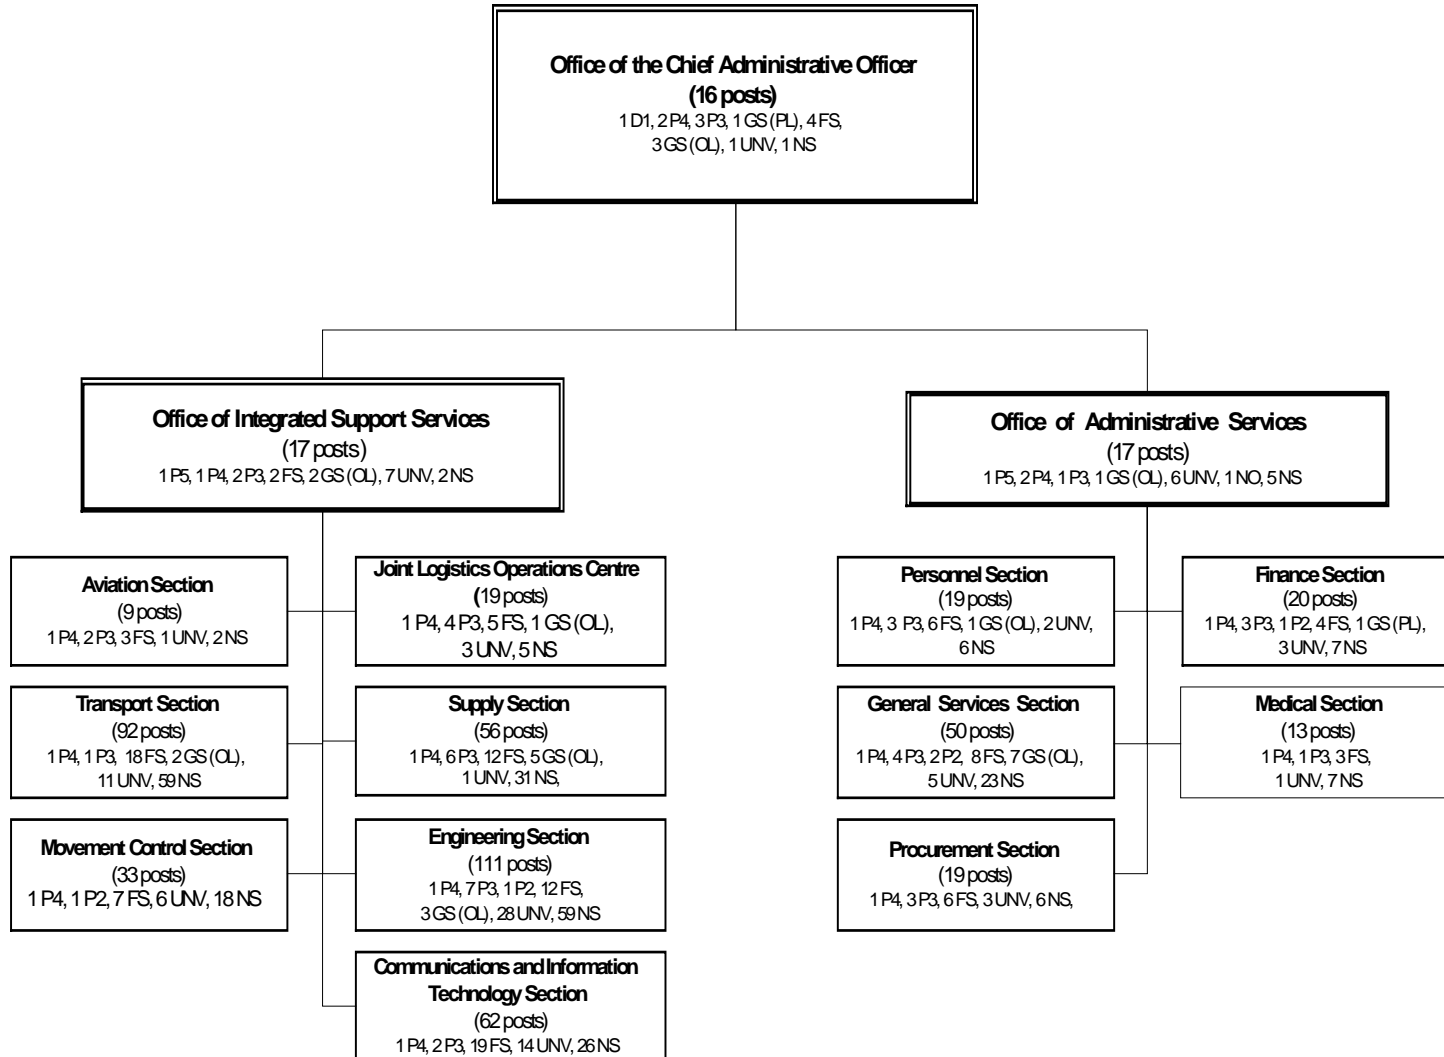 Office of the Chief Administrative Officer
(16 posts)
1 D1, 2 P4, 3 P3, 1 GS (PL), 4 FS,
3 GS (OL), 1 UNV, 1 NS
Office of Integrated Support Services
(17 posts)
1 P5, 1 P4, 2 P3, 2 FS, 2 GS (OL), 7 UNV, 2 NS
Office of Administrative Services
(17 posts)
1 P5, 2 P4, 1 P3, 1 GS (OL), 6 UNV, 1 NO, 5 NS
Aviation Section
(9 posts)
1 P4, 2 P3, 3 FS, 1 UNV, 2 NS
Joint Logistics Operations Centre
(19 posts)
1 P4, 4 P3, 5 FS, 1 GS (OL),
3 UNV, 5 NS
Personnel Section
(19 posts)
1 P4, 3 P3, 6 FS, 1 GS (OL), 2 UNV,
6 NS
Finance Section
(20 posts)
1 P4, 3 P3, 1 P2, 4 FS, 1 GS (PL),
3 UNV, 7 NS
Transport Section
(92 posts)
1 P4, 1 P3, 18 FS, 2 GS (OL),
11 UNV, 59 NS
Supply Section
(56 posts)
1 P4, 6 P3, 12 FS, 5 GS (OL),
1 UNV, 31 NS,
General Services Section
(50 posts)
1 P4, 4 P3, 2 P2, 8 FS, 7 GS (OL),
5 UNV, 23 NS
Medical Section
(13 posts)
1 P4, 1 P3, 3 FS,
1 UNV, 7 NS
Movement Control Section
(33 posts)
1 P4, 1 P2, 7 FS, 6 UNV, 18 NS
Engineering Section
(111 posts)
1 P4, 7 P3, 1 P2, 12 FS,
3 GS (OL), 28 UNV, 59 NS
Procurement Section
(19 posts)
1 P4, 3 P3, 6 FS, 3 UNV, 6 NS,
Communications and Information
Technology Section
(62 posts)
1 P4, 2 P3, 19 FS, 14 UNV, 26 NS